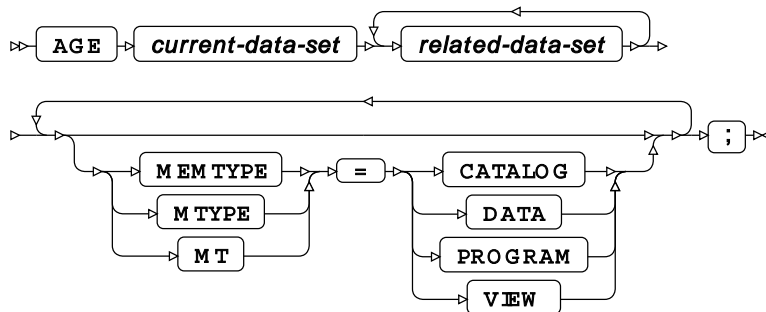 AGE current-data-set related-data-set
;
MEMTYPE = CATALOG
MTYPE DATA
MT PROGRAM
VIEW